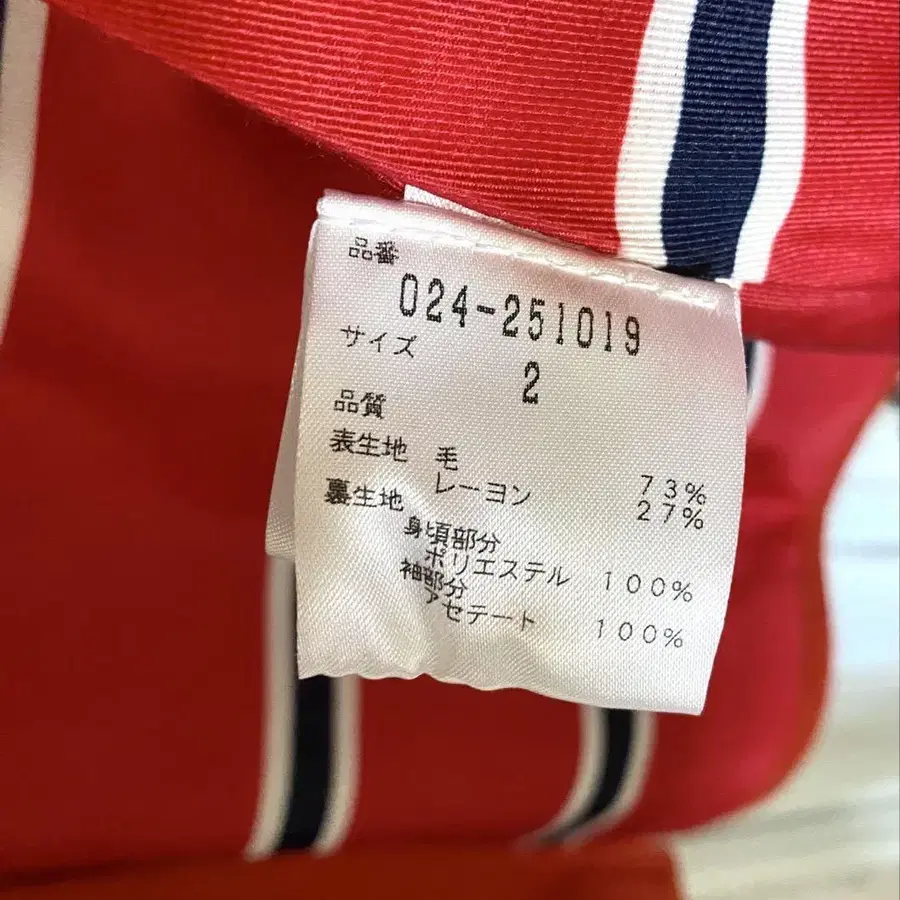 品番
024-251019
サイズ
2
品質
表生地 毛 73%
レーヨン 27%
裏生地
身頃部分
ポリエステル 100%
袖部分
アセテート 100%